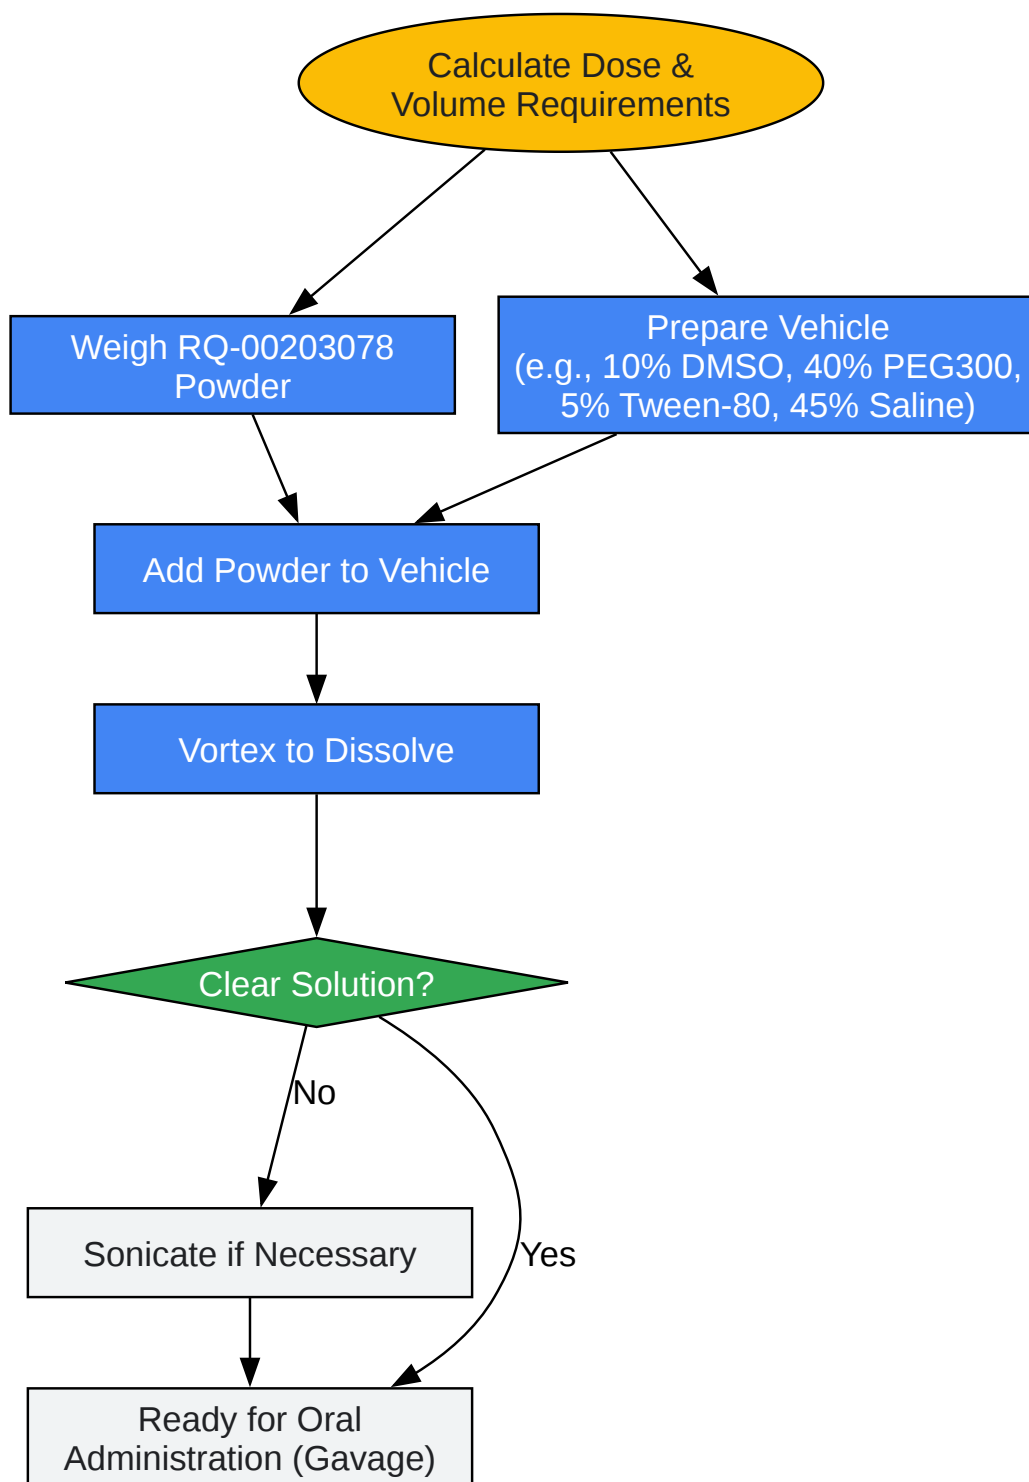 Calculate Dose &
Volume Requirements
Weigh RQ-00203078
Powder
Prepare Vehicle
(e.g., 10% DMSO, 40% PEG300,
5% Tween-80, 45% Saline)
Add Powder to Vehicle
Vortex to Dissolve
Clear Solution?
No
Sonicate if Necessary
Yes
Ready for Oral
Administration (Gavage)